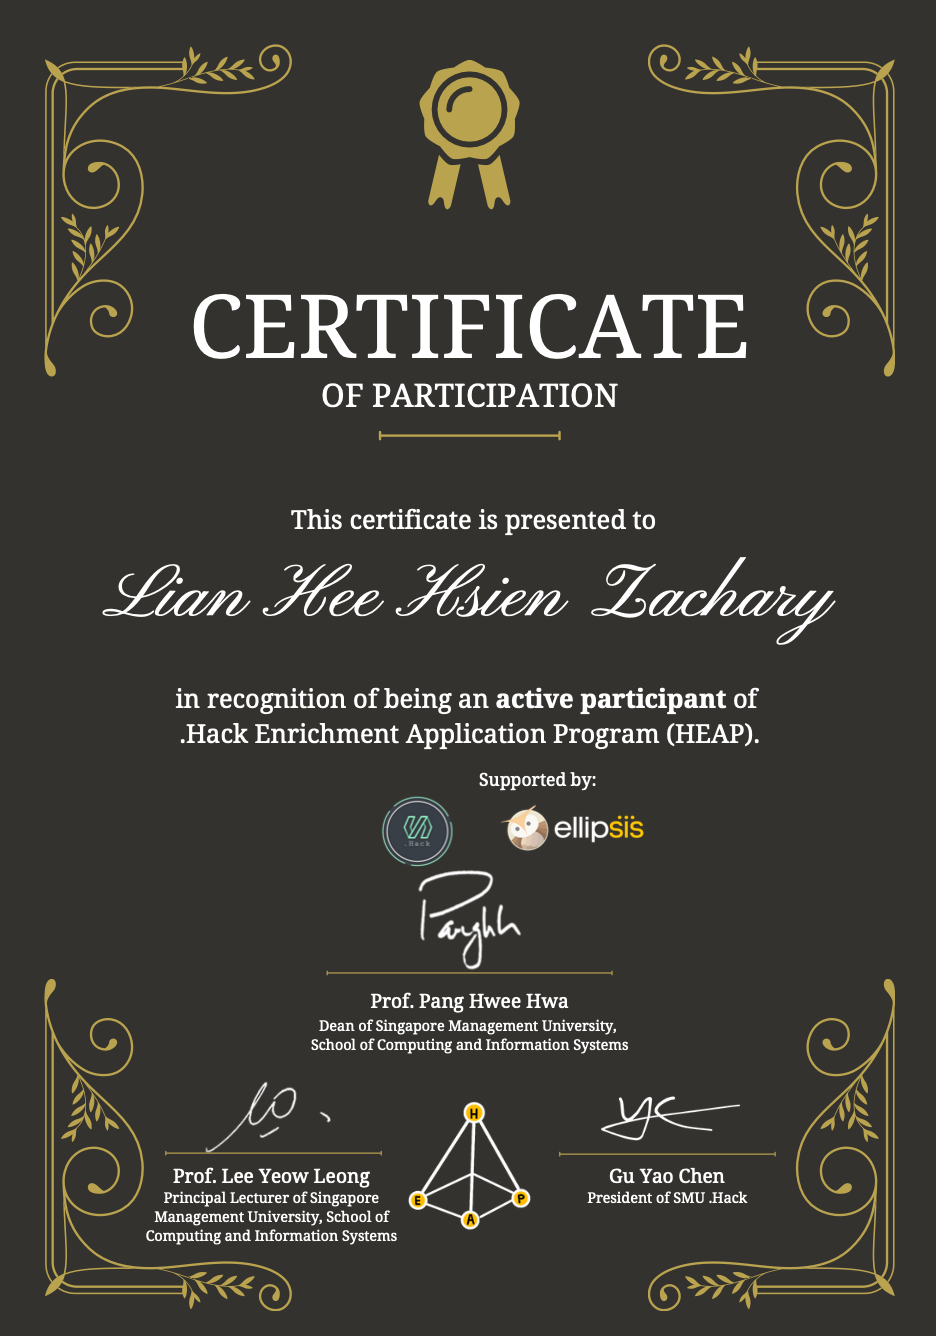 CERTIFICATE
OF PARTICIPATION
This certificate is presented to
Lian Hee Hsien Zachary
in recognition of being an active participant of
.Hack Enrichment Application Program (HEAP).
Supported by:
.Hack
ellipsis
Panghh
Prof. Pang Hwee Hwa
Dean of Singapore Management University,
School of Computing and Information Systems
Prof. Lee Yeow Leong
Principal Lecturer of Singapore
Management University, School of
Computing and Information Systems
H
E
A
P
YC
Gu Yao Chen
President of SMU .Hack